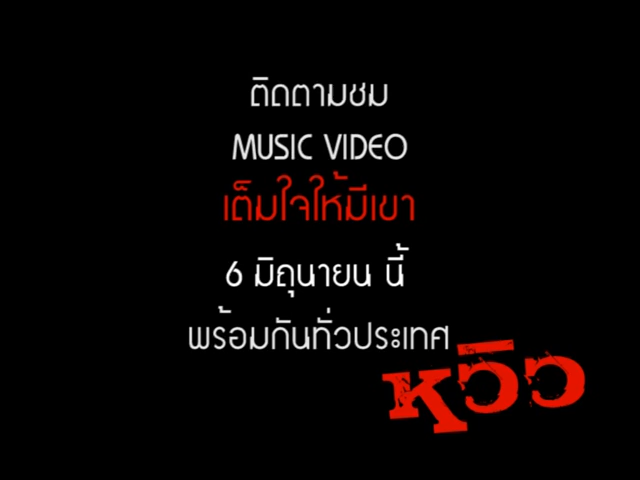 ติดตามชม
MUSIC VIDEO
เต็มใจให้มีเขา
6 มิถุนายน นี้
พร้อมกันทั่วประเทศ
หวิว